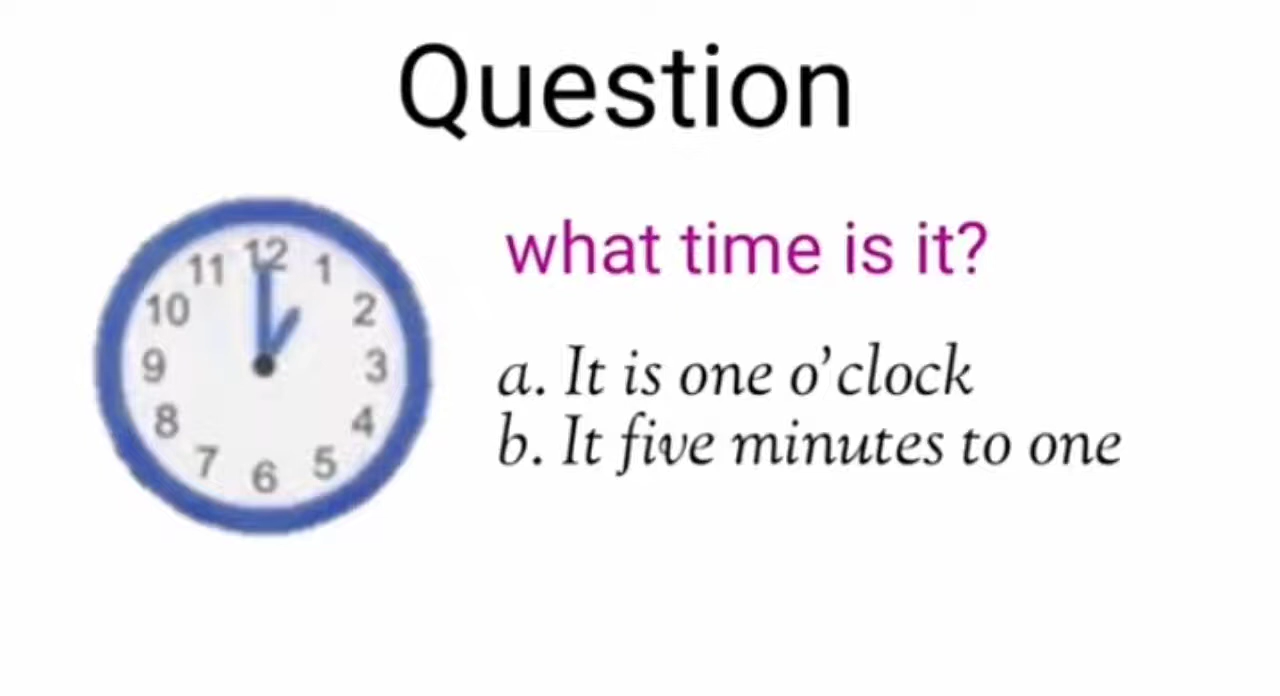 Question
what time is it?
a. It is one o’clock
b. It five minutes to one
12
11 1
10 2
9 3
8 4
7 5
6